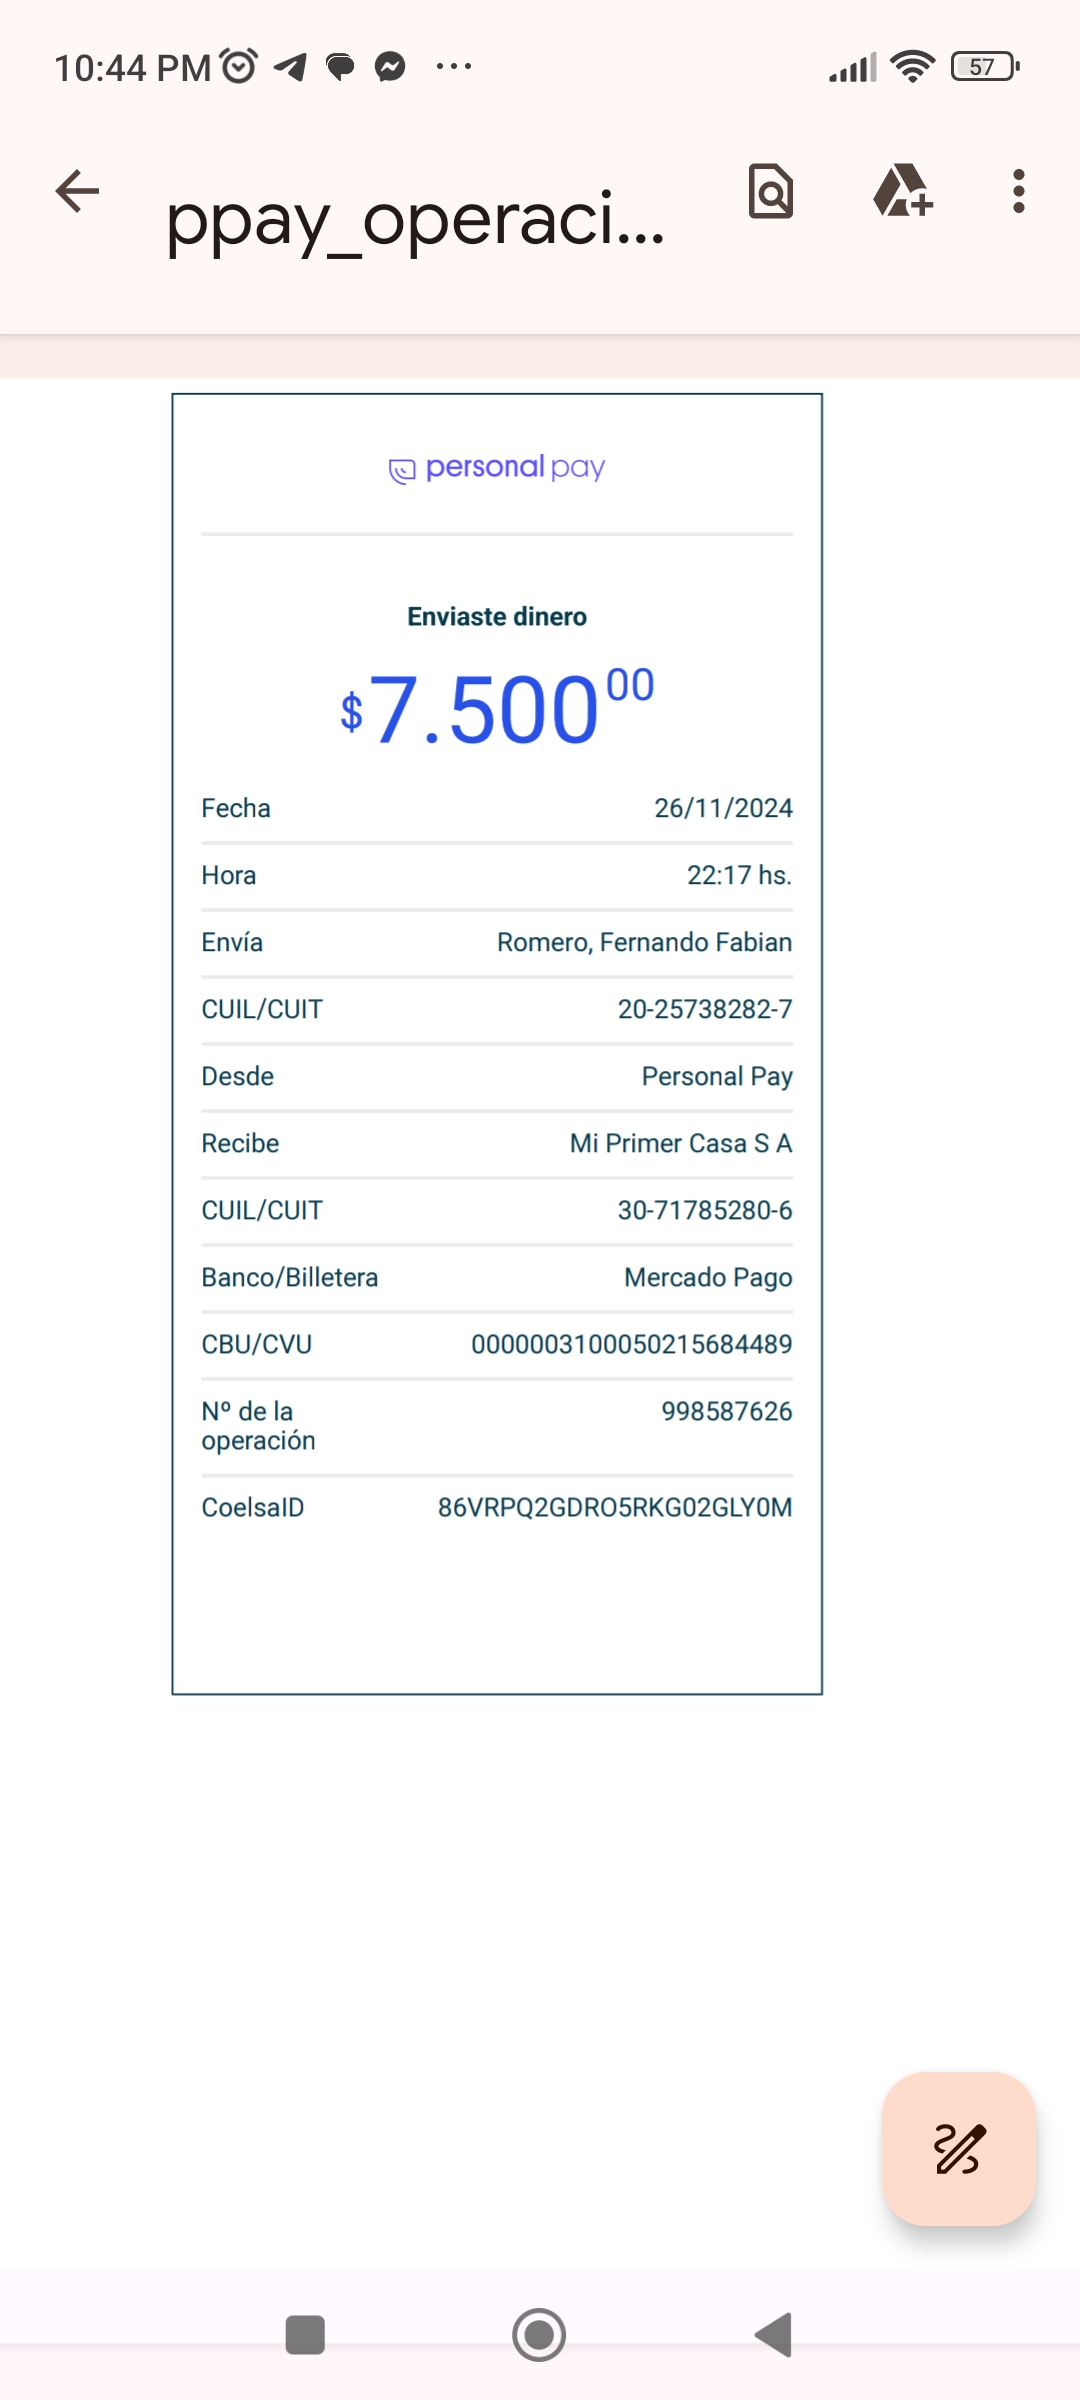 10:44 PM ... 57
ppay_operaci...
personal pay
Enviaste dinero
$7.500 00
Fecha 26/11/2024
Hora 22:17 hs.
Envía Romero, Fernando Fabian
CUIL/CUIT 20-25738282-7
Desde Personal Pay
Recibe Mi Primer Casa S A
CUIL/CUIT 30-71785280-6
Banco/Billetera Mercado Pago
CBU/CVU 0000003100050215684489
Nº de la 998587626
operación
CoelsaID 86VRPQ2GDRO5RKG02GLY0M